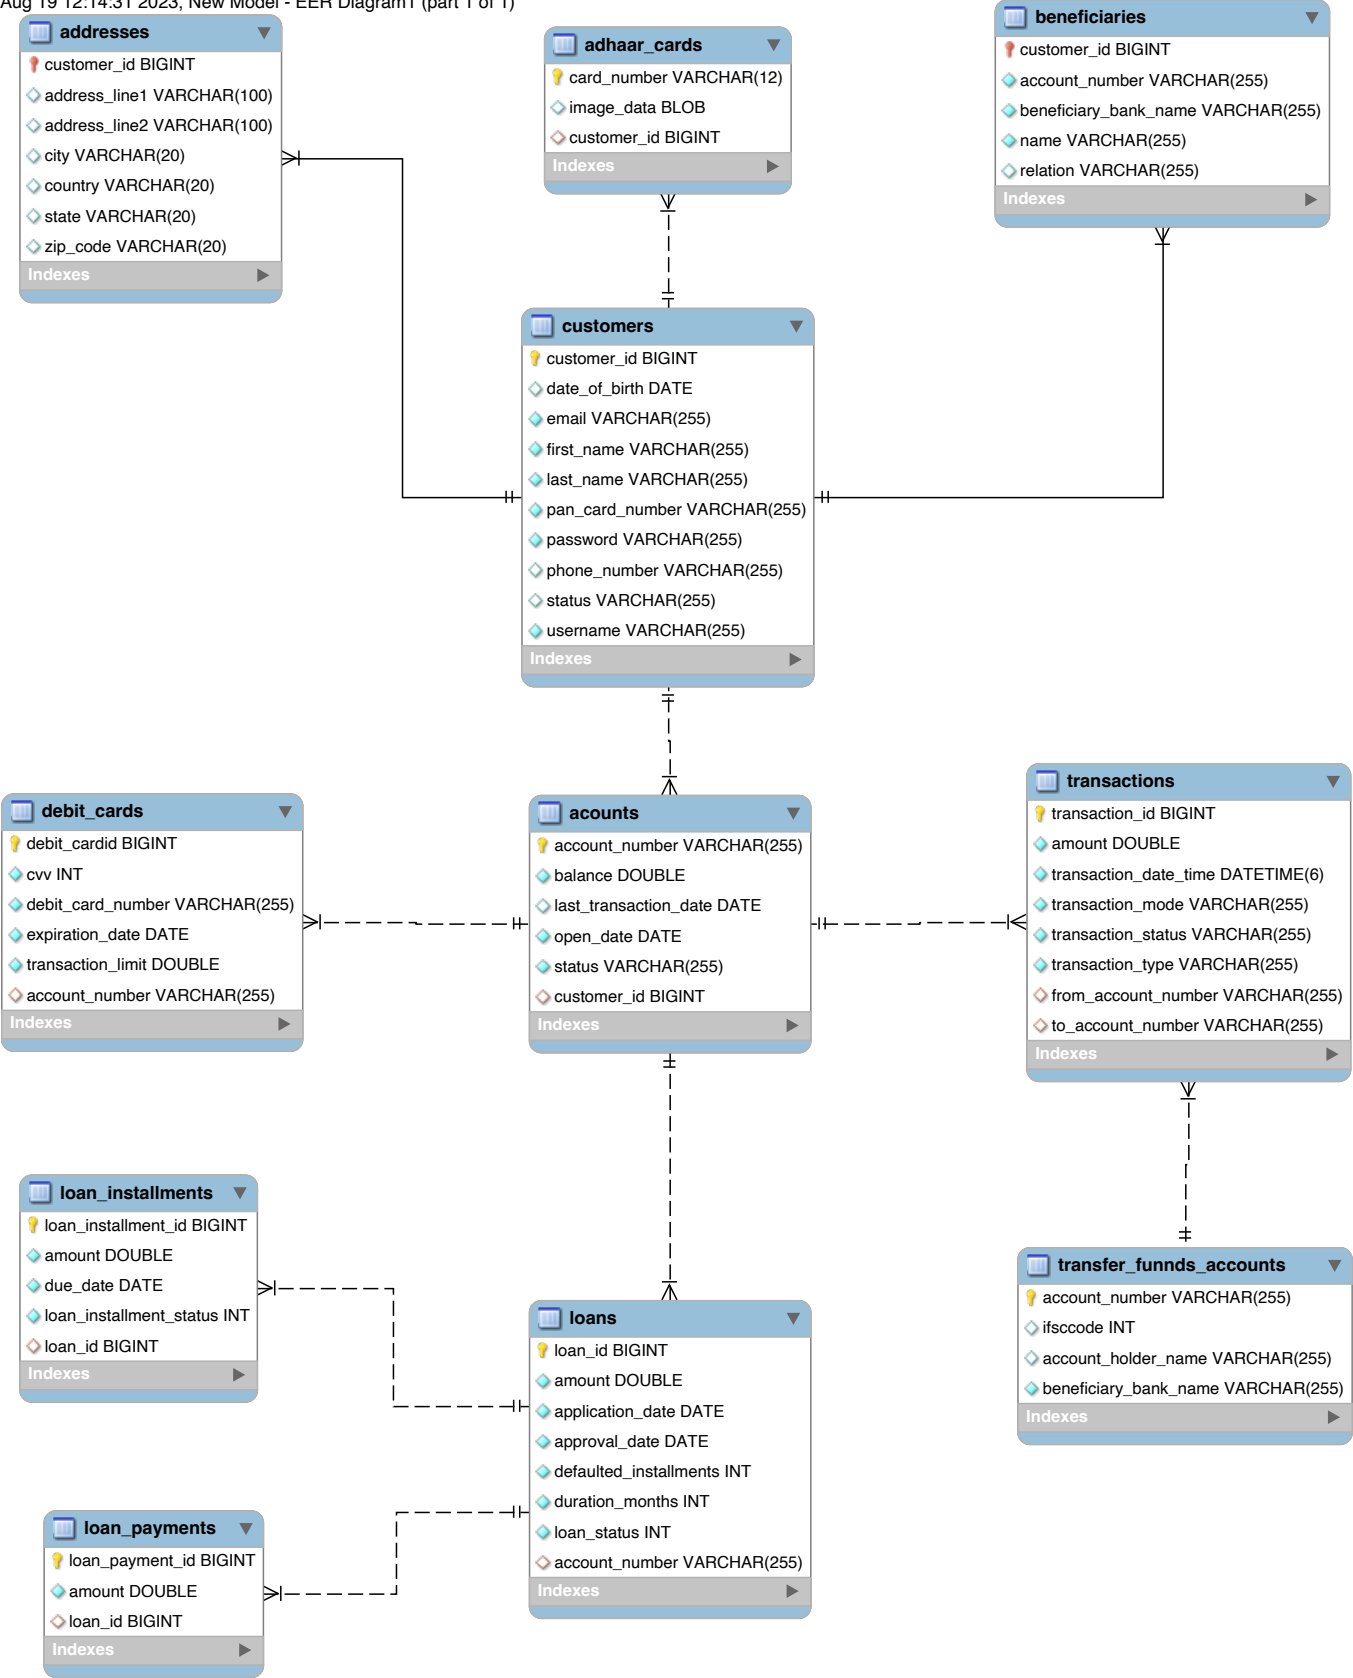 Aug 19 12:14:31 2023, New Model - EER Diagram1 (part 1 of 1)
addresses
customer_id BIGINT
address_line1 VARCHAR(100)
address_line2 VARCHAR(100)
city VARCHAR(20)
country VARCHAR(20)
state VARCHAR(20)
zip_code VARCHAR(20)
Indexes
adhaar_cards
card_number VARCHAR(12)
image_data BLOB
customer_id BIGINT
Indexes
beneficiaries
customer_id BIGINT
account_number VARCHAR(255)
beneficiary_bank_name VARCHAR(255)
name VARCHAR(255)
relation VARCHAR(255)
Indexes
customers
customer_id BIGINT
date_of_birth DATE
email VARCHAR(255)
first_name VARCHAR(255)
last_name VARCHAR(255)
pan_card_number VARCHAR(255)
password VARCHAR(255)
phone_number VARCHAR(255)
status VARCHAR(255)
username VARCHAR(255)
Indexes
debit_cards
debit_cardid BIGINT
cvv INT
debit_card_number VARCHAR(255)
expiration_date DATE
transaction_limit DOUBLE
account_number VARCHAR(255)
Indexes
acounts
account_number VARCHAR(255)
balance DOUBLE
last_transaction_date DATE
open_date DATE
status VARCHAR(255)
customer_id BIGINT
Indexes
transactions
transaction_id BIGINT
amount DOUBLE
transaction_date_time DATETIME(6)
transaction_mode VARCHAR(255)
transaction_status VARCHAR(255)
transaction_type VARCHAR(255)
from_account_number VARCHAR(255)
to_account_number VARCHAR(255)
Indexes
loan_installments
loan_installment_id BIGINT
amount DOUBLE
due_date DATE
loan_installment_status INT
loan_id BIGINT
Indexes
loans
loan_id BIGINT
amount DOUBLE
application_date DATE
approval_date DATE
defaulted_installments INT
duration_months INT
loan_status INT
account_number VARCHAR(255)
Indexes
transfer_funnds_accounts
account_number VARCHAR(255)
ifsccode INT
account_holder_name VARCHAR(255)
beneficiary_bank_name VARCHAR(255)
Indexes
loan_payments
loan_payment_id BIGINT
amount DOUBLE
loan_id BIGINT
Indexes